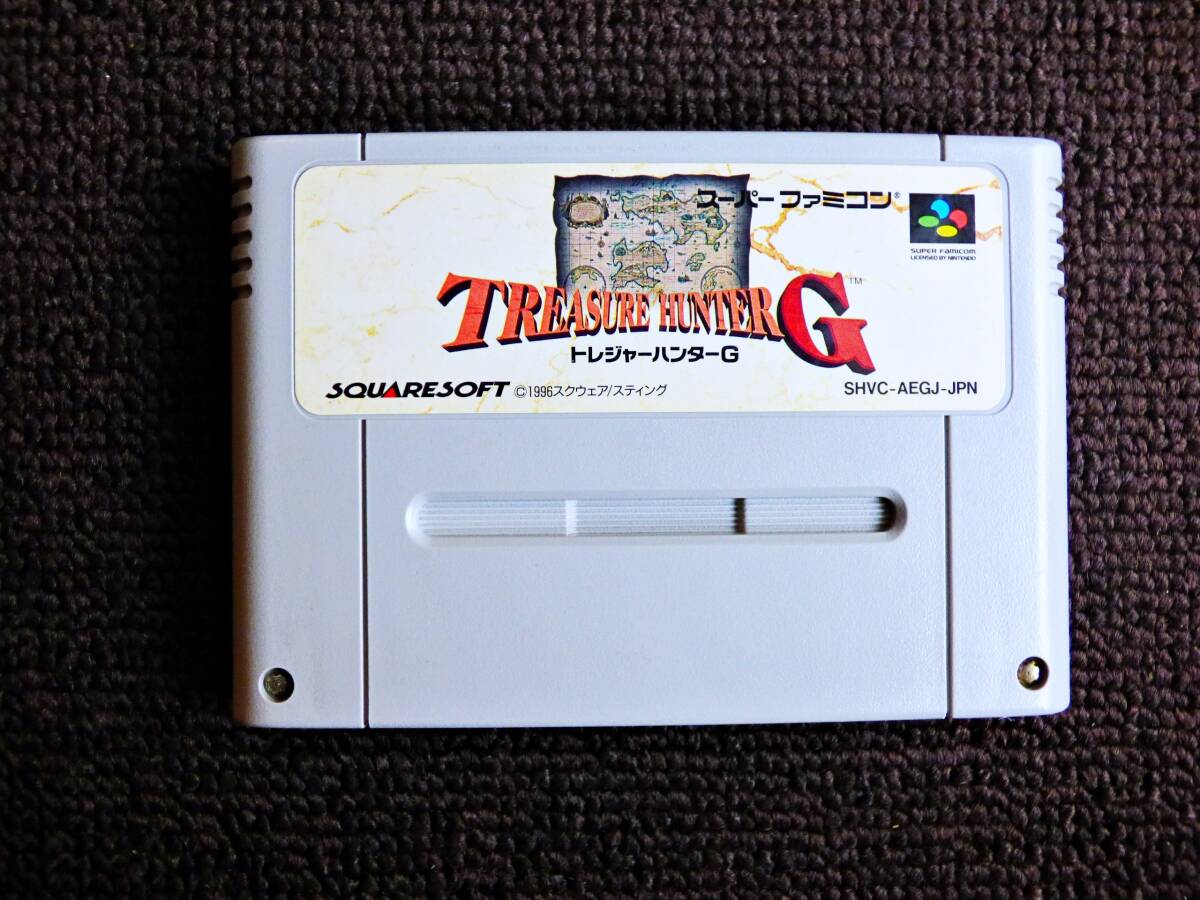 スーパーファミコン®
SUPER FAMICOM
LICENSED BY NINTENDO
TREASURE HUNTER G™
トレジャーハンターG
SQUARESOFT ©1996スクウェア/スティング
SHVC-AEGJ-JPN